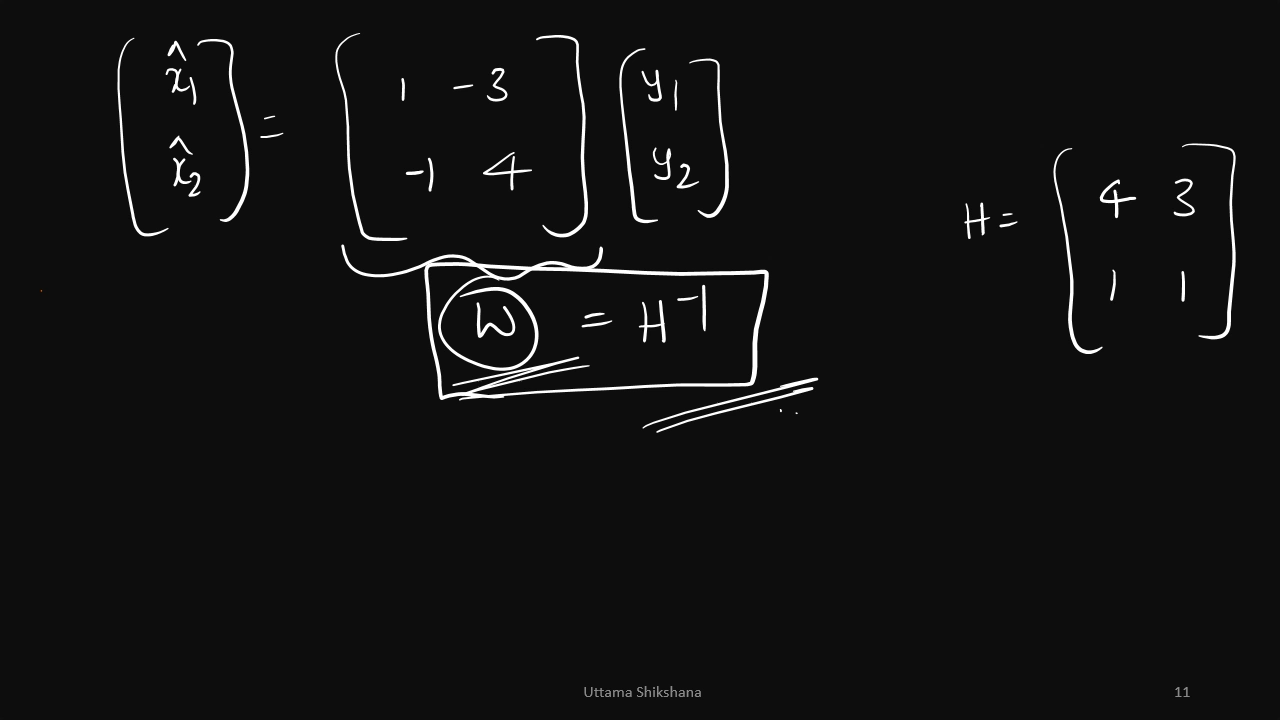 x̂1 = 1 -3 y1
x̂2 -1 4 y2
H = 4 3
1 1
W = H⁻¹
Uttama Shikshana 11